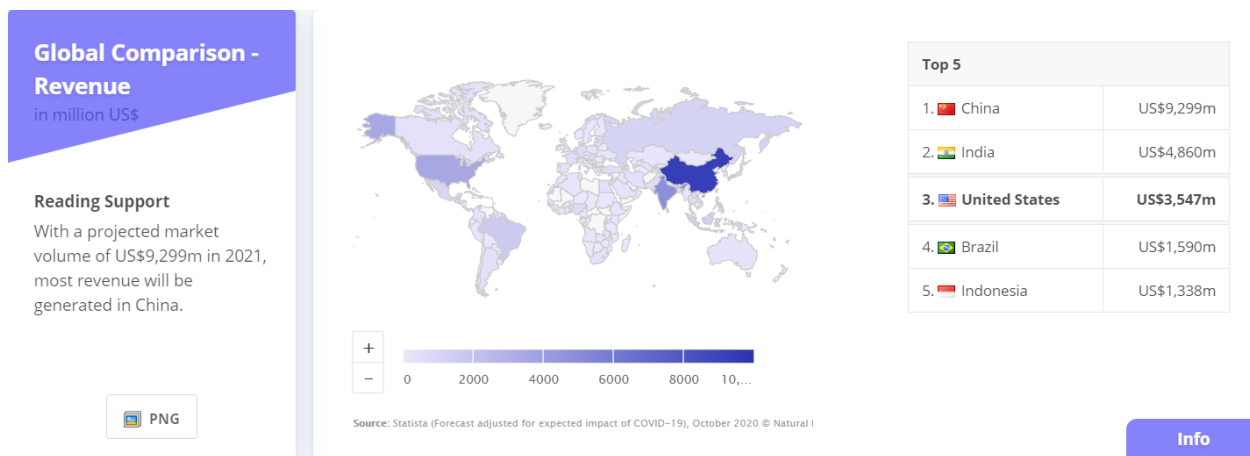 Global Comparison -
Revenue
in million US$
Reading Support
With a projected market
volume of US$9,299m in 2021,
most revenue will be
generated in China.
PNG
+
−
0 2000 4000 6000 8000 10,...
Source: Statista (Forecast adjusted for expected impact of COVID-19), October 2020 © Natural
Top 5
1. China US$9,299m
2. India US$4,860m
3. United States US$3,547m
4. Brazil US$1,590m
5. Indonesia US$1,338m
Info